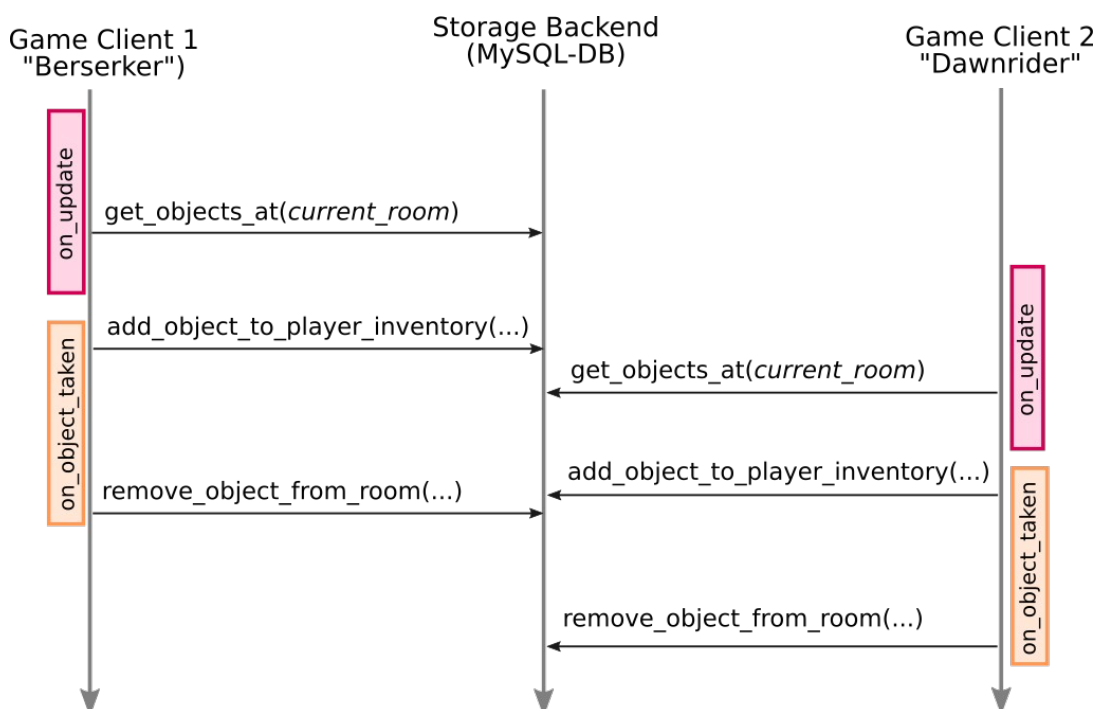 Game Client 1
"Berserker")
Storage Backend
(MySQL-DB)
Game Client 2
"Dawnrider"
on_update
get_objects_at(current_room)
on_object_taken
add_object_to_player_inventory(...)
on_update
get_objects_at(current_room)
add_object_to_player_inventory(...)
remove_object_from_room(...)
on_object_taken
remove_object_from_room(...)